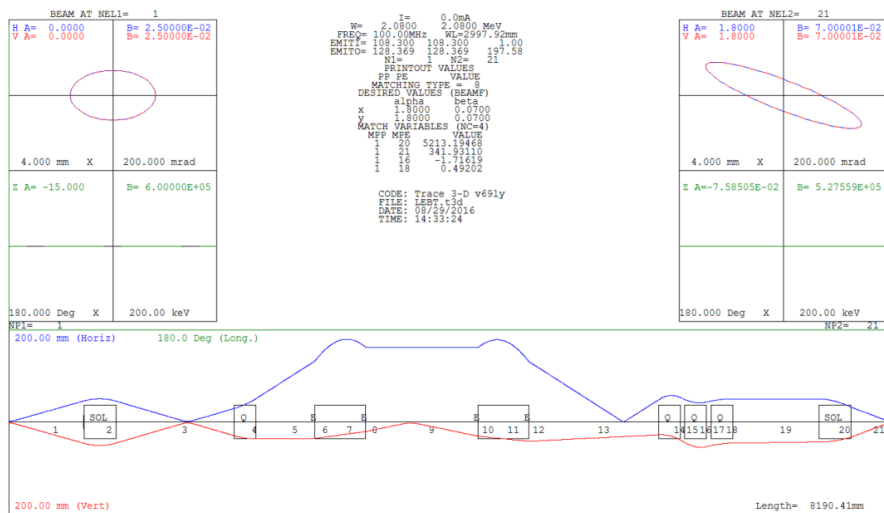 BEAM AT NEL1= 1
H A= 0.0000 B= 2.50000E-02
V A= 0.0000 B= 2.50000E-02
4.000 mm X 200.000 mrad
Z A= -15.000 B= 6.00000E+05
180.000 Deg X 200.00 keV
NP1= 1
I= 0.0mA
W= 2.0800 2.0800 MeV
FREQ= 100.00MHz WL=2997.92mm
EMITI= 108.300 108.300 1.00
EMITO= 128.369 128.369 197.58
N1= 1 N2= 21
PRINTOUT VALUES
PP PE VALUE
MATCHING TYPE = 8
DESIRED VALUES (BEAMF)
alpha beta
x 1.8000 0.0700
y 1.8000 0.0700
MATCH VARIABLES (NC=4)
MPP MPE VALUE
1 20 5213.19468
1 21 341.93110
1 16 -1.71619
1 18 0.49202
CODE: Trace 3-D v69ly
FILE: LEBT.t3d
DATE: 08/29/2016
TIME: 14:33:24
BEAM AT NEL2= 21
H A= 1.8000 B= 7.00001E-02
V A= 1.8000 B= 7.00001E-02
4.000 mm X 200.000 mrad
Z A=-7.58505E-02 B= 5.27559E+05
180.000 Deg X 200.00 keV
NP2= 21
200.00 mm (Horiz) 180.0 Deg (Long.)
SOL Q E E E E Q Q Q SOL
1 2 3 4 5 6 7 8 9 10 11 12 13 14 15 16 17 18 19 20 21
200.00 mm (Vert) Length= 8190.41mm